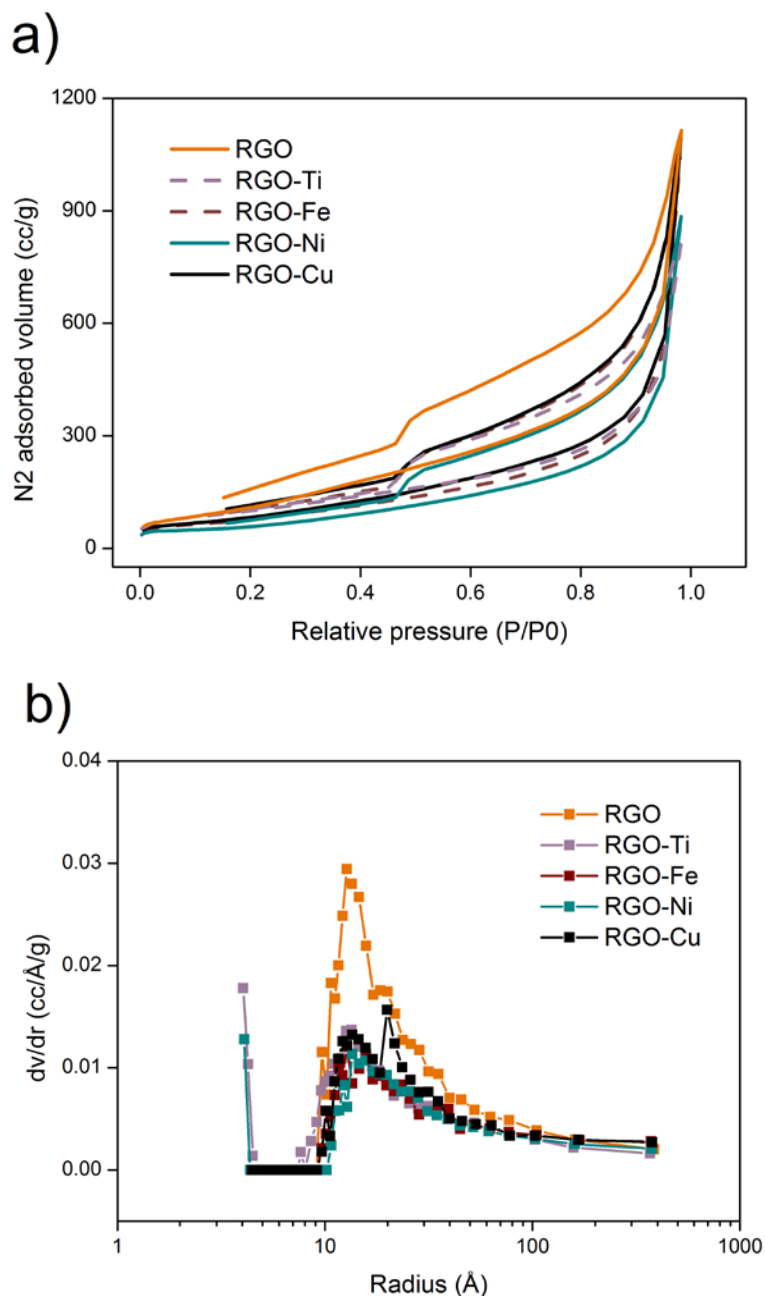 a)
1200
900
600
300
0
N2 adsorbed volume (cc/g)
RGO
RGO-Ti
RGO-Fe
RGO-Ni
RGO-Cu
0.0 0.2 0.4 0.6 0.8 1.0
Relative pressure (P/P0)
b)
0.04
0.03
0.02
0.01
0.00
dv/dr (cc/Å/g)
RGO
RGO-Ti
RGO-Fe
RGO-Ni
RGO-Cu
1 10 100 1000
Radius (Å)